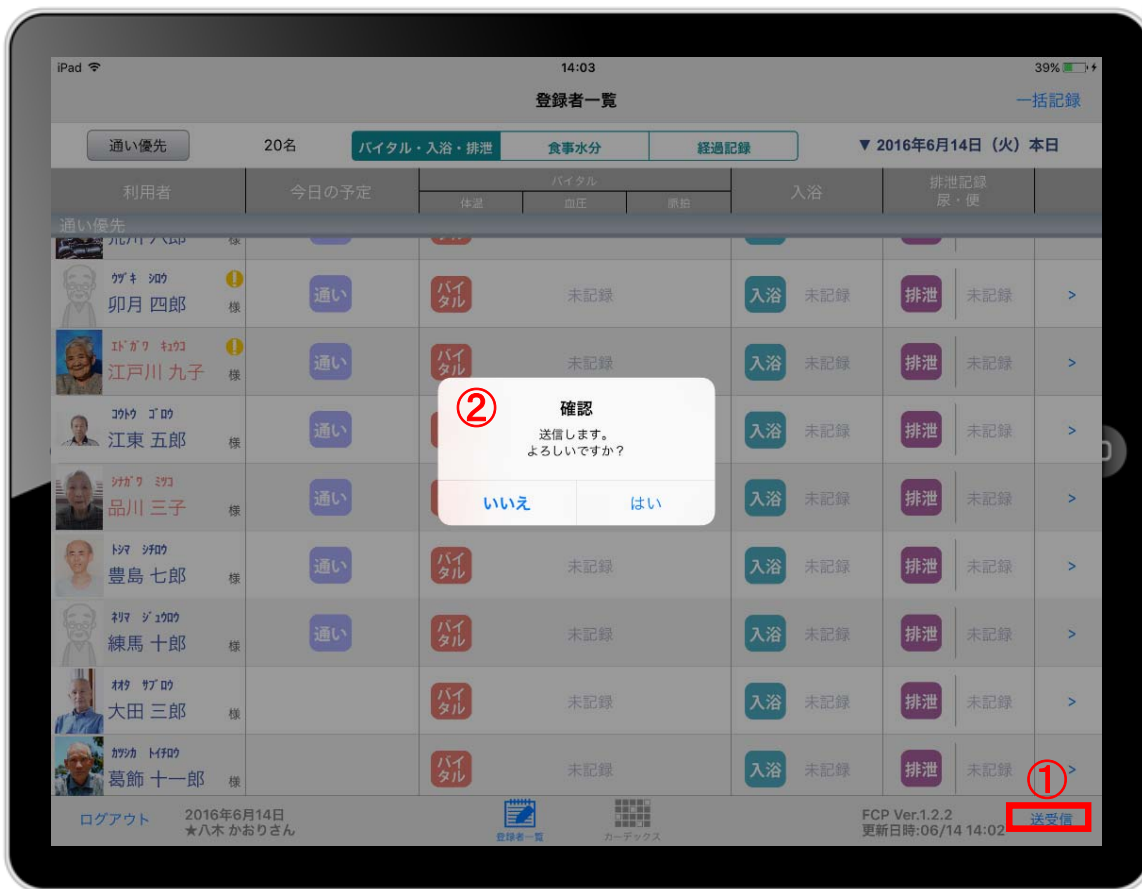 iPad 14:03 39%
登録者一覧 一括記録
通い優先 20名 バイタル・入浴・排泄 食事水分 経過記録 ▼ 2016年6月14日（火）本日
利用者 今日の予定 バイタル 入浴 排泄記録
体温 血圧 脈拍 尿・便
通い優先
様
ｳﾂﾞｷ ｼﾛｳ
卯月 四郎 様 通い バイタル 未記録 入浴 未記録 排泄 未記録 >
ｴﾄﾞｶﾞﾜ ｷｭｳｺ
江戸川 九子 様 通い バイタル 未記録 入浴 未記録 排泄 未記録 >
ｺｳﾄｳ ｺﾞﾛｳ
江東 五郎 様 通い 入浴 未記録 排泄 未記録 >
ｼﾅｶﾞﾜ ﾐﾂｺ
品川 三子 様 通い 入浴 未記録 排泄 未記録 >
ﾄｼﾏ ｼﾁﾛｳ
豊島 七郎 様 通い バイタル 未記録 入浴 未記録 排泄 未記録 >
ﾈﾘﾏ ｼﾞｭｳﾛｳ
練馬 十郎 様 通い バイタル 未記録 入浴 未記録 排泄 未記録 >
ｵｵﾀ ｻﾌﾞﾛｳ
大田 三郎 様 バイタル 未記録 入浴 未記録 排泄 未記録 >
ｶﾂｼｶ ﾄｲﾁﾛｳ
葛飾 十一郎 様 バイタル 未記録 入浴 未記録 排泄 未記録 >
②
確認
送信します。
よろしいですか？
いいえ はい
①
ログアウト 2016年6月14日
★八木 かおりさん
登録者一覧 カーデックス
FCP Ver.1.2.2
更新日時:06/14 14:02
送受信